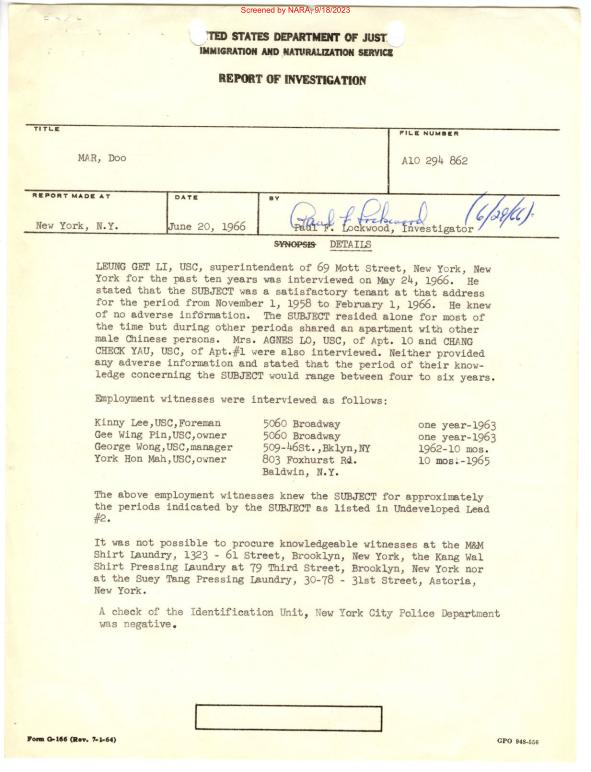 Screened by NARA, 9/18/2023
TED STATES DEPARTMENT OF JUST
IMMIGRATION AND NATURALIZATION SERVICE
REPORT OF INVESTIGATION
TITLE
FILE NUMBER
MAR, Doo
A10 294 862
REPORT MADE AT
DATE
BY
Paul F. Lockwood (6/20/66).
New York, N.Y.
June 20, 1966
Paul F. Lockwood, Investigator
SYNOPSIS DETAILS
LEUNG GET LI, USC, superintendent of 69 Mott Street, New York, New
York for the past ten years was interviewed on May 24, 1966. He
stated that the SUBJECT was a satisfactory tenant at that address
for the period from November 1, 1958 to February 1, 1966. He knew
of no adverse information. The SUBJECT resided alone for most of
the time but during other periods shared an apartment with other
male Chinese persons. Mrs. AGNES LO, USC, of Apt. 10 and CHANG
CHECK YAU, USC, of Apt.#1 were also interviewed. Neither provided
any adverse information and stated that the period of their know-
ledge concerning the SUBJECT would range between four to six years.
Employment witnesses were interviewed as follows:
Kinny Lee,USC,Foreman 5060 Broadway one year-1963
Gee Wing Pin,USC,owner 5060 Broadway one year-1963
George Wong,USC,manager 509-46St.,Bklyn,NY 1962-10 mos.
York Hon Mah,USC,owner 803 Foxhurst Rd. 10 mos.-1965
Baldwin, N.Y.
The above employment witnesses knew the SUBJECT for approximately
the periods indicated by the SUBJECT as listed in Undeveloped Lead
#2.
It was not possible to procure knowledgeable witnesses at the M&M
Shirt Laundry, 1323 - 61 Street, Brooklyn, New York, the Kang Wal
Shirt Pressing Laundry at 79 Third Street, Brooklyn, New York nor
at the Suey Tang Pressing Laundry, 30-78 - 31st Street, Astoria,
New York.
A check of the Identification Unit, New York City Police Department
was negative.
Form G-166 (Rev. 7-1-64)
GPO 948-556